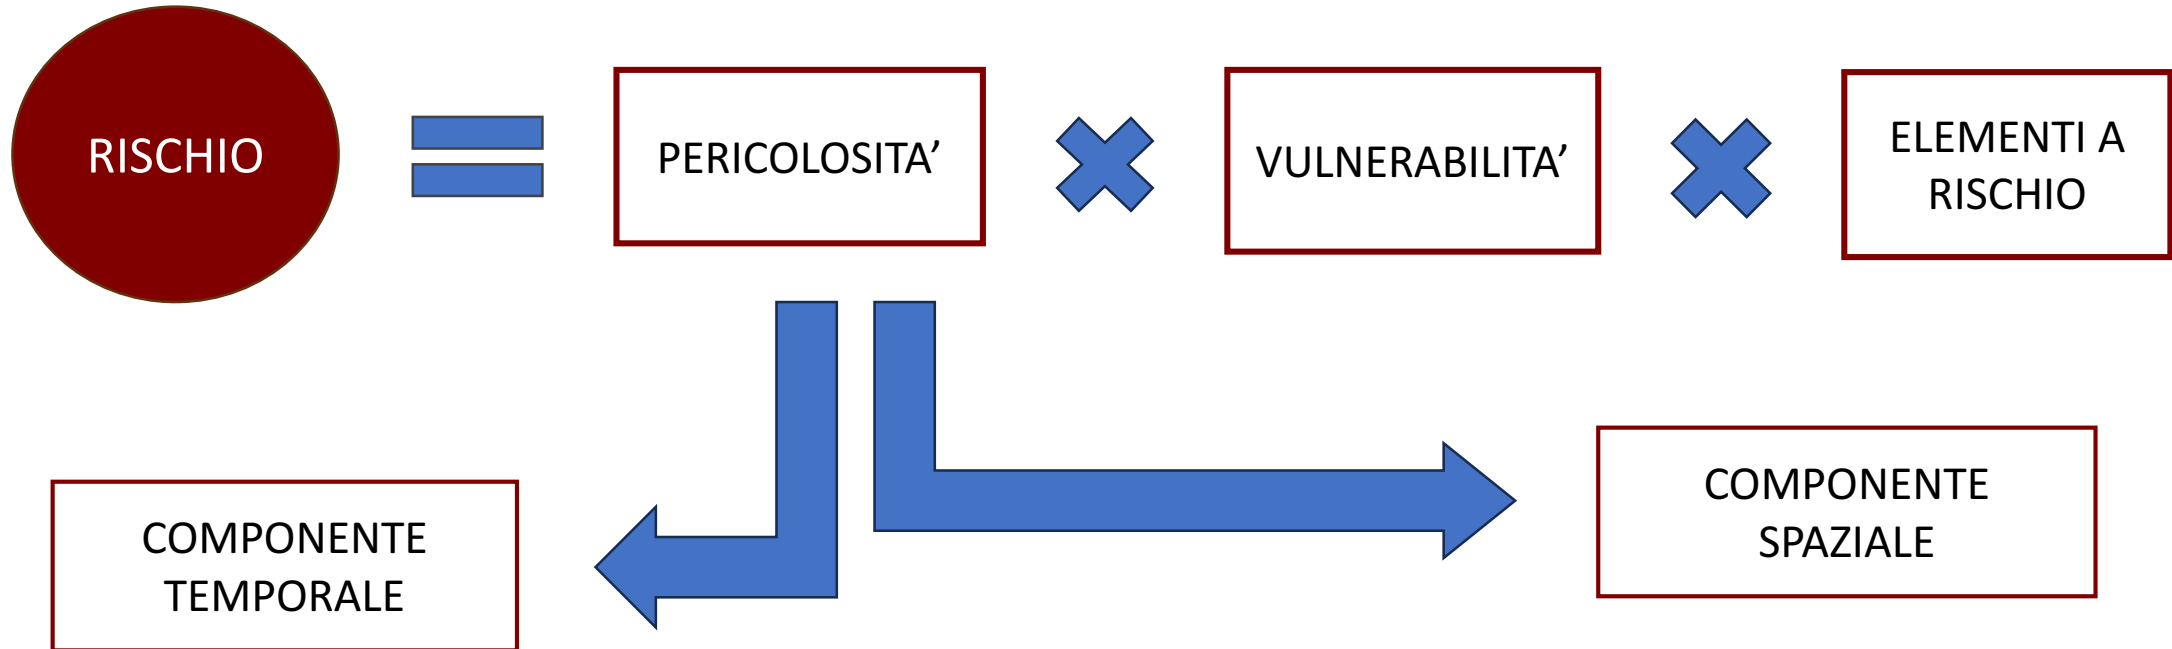 RISCHIO
PERICOLOSITA’
VULNERABILITA’
ELEMENTI A
RISCHIO
COMPONENTE
TEMPORALE
COMPONENTE
SPAZIALE